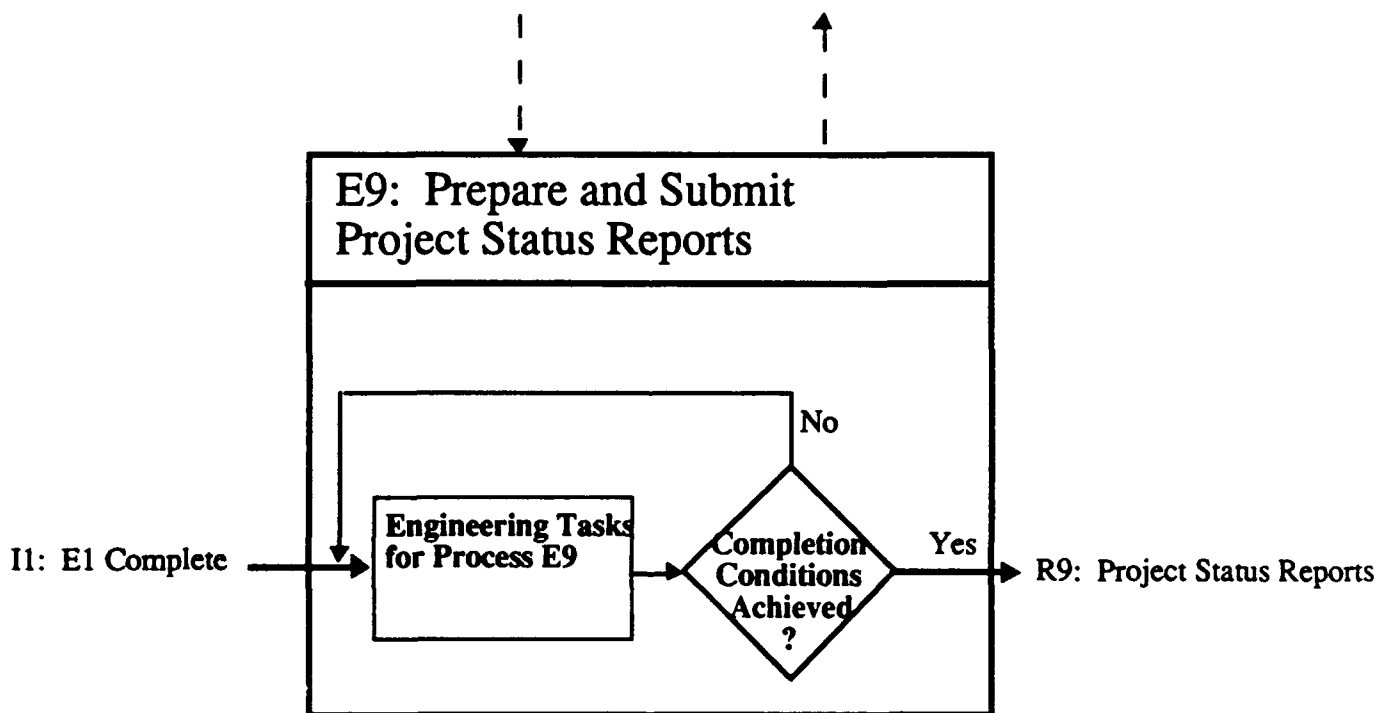 E9: Prepare and Submit
Project Status Reports
No
Engineering Tasks
for Process E9
I1: E1 Complete
Completion
Conditions
Achieved
?
Yes
R9: Project Status Reports